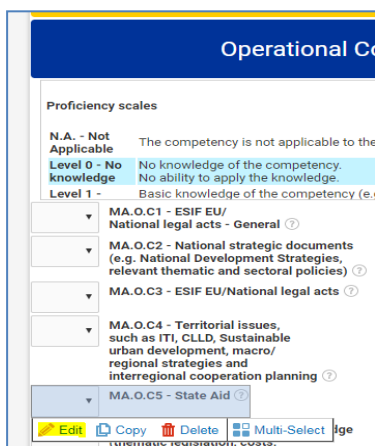 Operational Co
Proficiency scales
N.A. - Not Applicable The competency is not applicable to the
Level 0 - No knowledge No knowledge of the competency.
No ability to apply the knowledge.
Level 1 - Basic knowledge of the competency (e.
MA.O.C1 - ESIF EU/
National legal acts - General ?
MA.O.C2 - National strategic documents
(e.g. National Development Strategies,
relevant thematic and sectoral policies) ?
MA.O.C3 - ESIF EU/National legal acts ?
MA.O.C4 - Territorial issues,
such as ITI, CLLD, Sustainable
urban development, macro/
regional strategies and
interregional cooperation planning ?
MA.O.C5 - State Aid ?
Edit Copy Delete Multi-Select dge
(thematic legislation, costs,